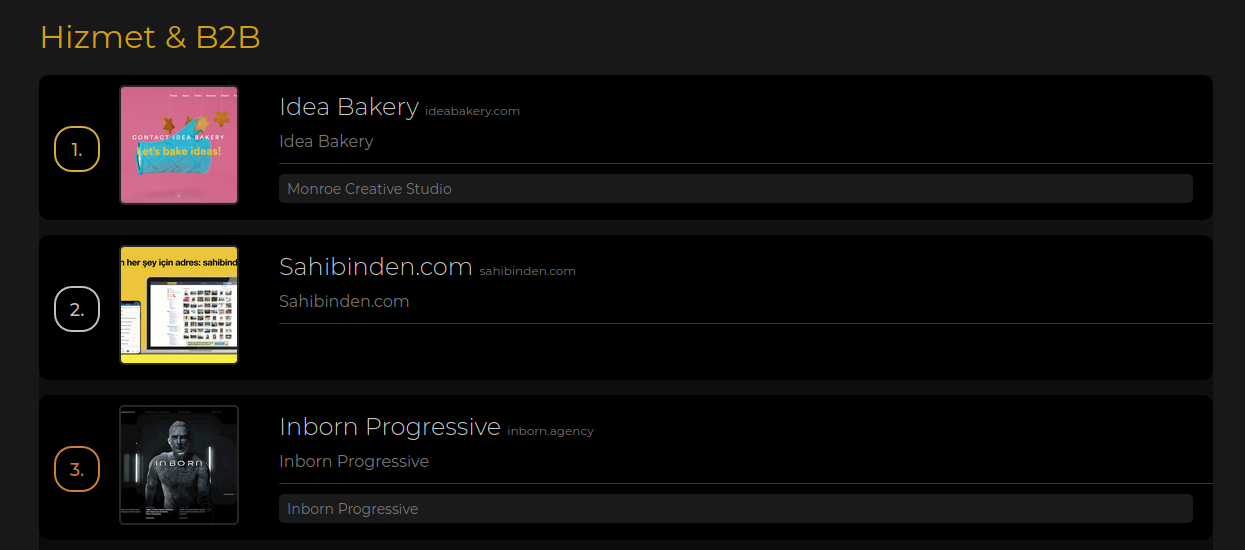 Hizmet & B2B
1.
CONTACT IDEA BAKERY
Let's bake ideas!
Idea Bakery ideabakery.com
Idea Bakery
Monroe Creative Studio
2.
n her şey için adres: sahibind
Sahibinden.com sahibinden.com
Sahibinden.com
3.
INBORN
Inborn Progressive inborn.agency
Inborn Progressive
Inborn Progressive